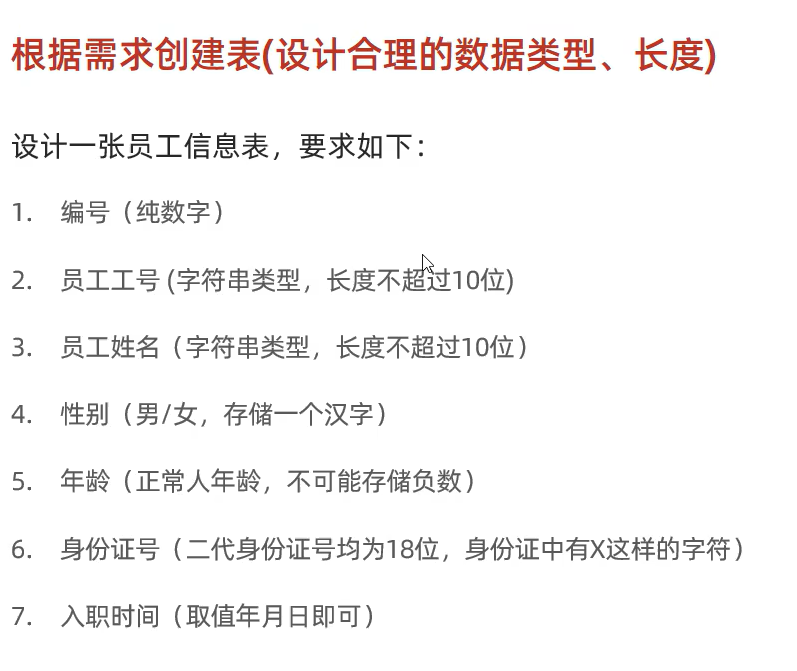 根据需求创建表(设计合理的数据类型、长度)
设计一张员工信息表，要求如下：
1. 编号（纯数字）
2. 员工工号 (字符串类型，长度不超过10位)
3. 员工姓名（字符串类型，长度不超过10位）
4. 性别（男/女，存储一个汉字）
5. 年龄（正常人年龄，不可能存储负数）
6. 身份证号（二代身份证号均为18位，身份证中有X这样的字符）
7. 入职时间（取值年月日即可）